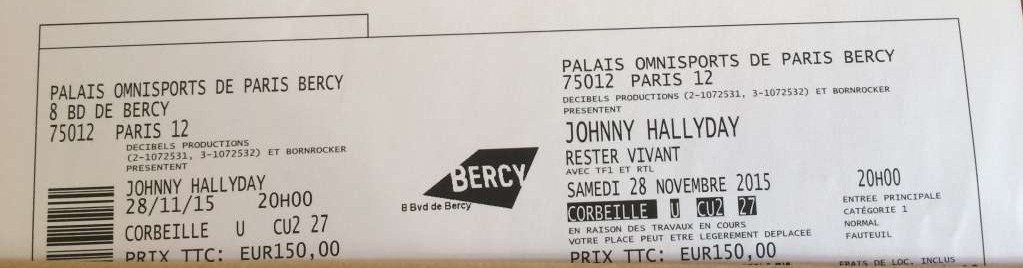 PALAIS OMNISPORTS DE PARIS BERCY
8 BD DE BERCY
75012 PARIS 12
DECIBELS PRODUCTIONS
(2-1072531, 3-1072532) ET BORNROCKER
PRESENTENT
JOHNNY HALLYDAY
28/11/15 20H00
CORBEILLE U CU2 27
PRIX TTC: EUR150,00
BERCY
8 Bvd de Bercy
PALAIS OMNISPORTS DE PARIS BERCY
75012 PARIS 12
DECIBELS PRODUCTIONS (2-1072531, 3-1072532) ET BORNROCKER
PRESENTENT
JOHNNY HALLYDAY
RESTER VIVANT
AVEC TF1 ET RTL
SAMEDI 28 NOVEMBRE 2015 20H00
CORBEILLE U CU2 27
EN RAISON DES TRAVAUX EN COURS
VOTRE PLACE PEUT ETRE LEGEREMENT DEPLACEE
PRIX TTC: EUR150,00
ENTREE PRINCIPALE
CATÉGORIE 1
NORMAL
FAUTEUIL
FRAIS DE LOC. INCLUS